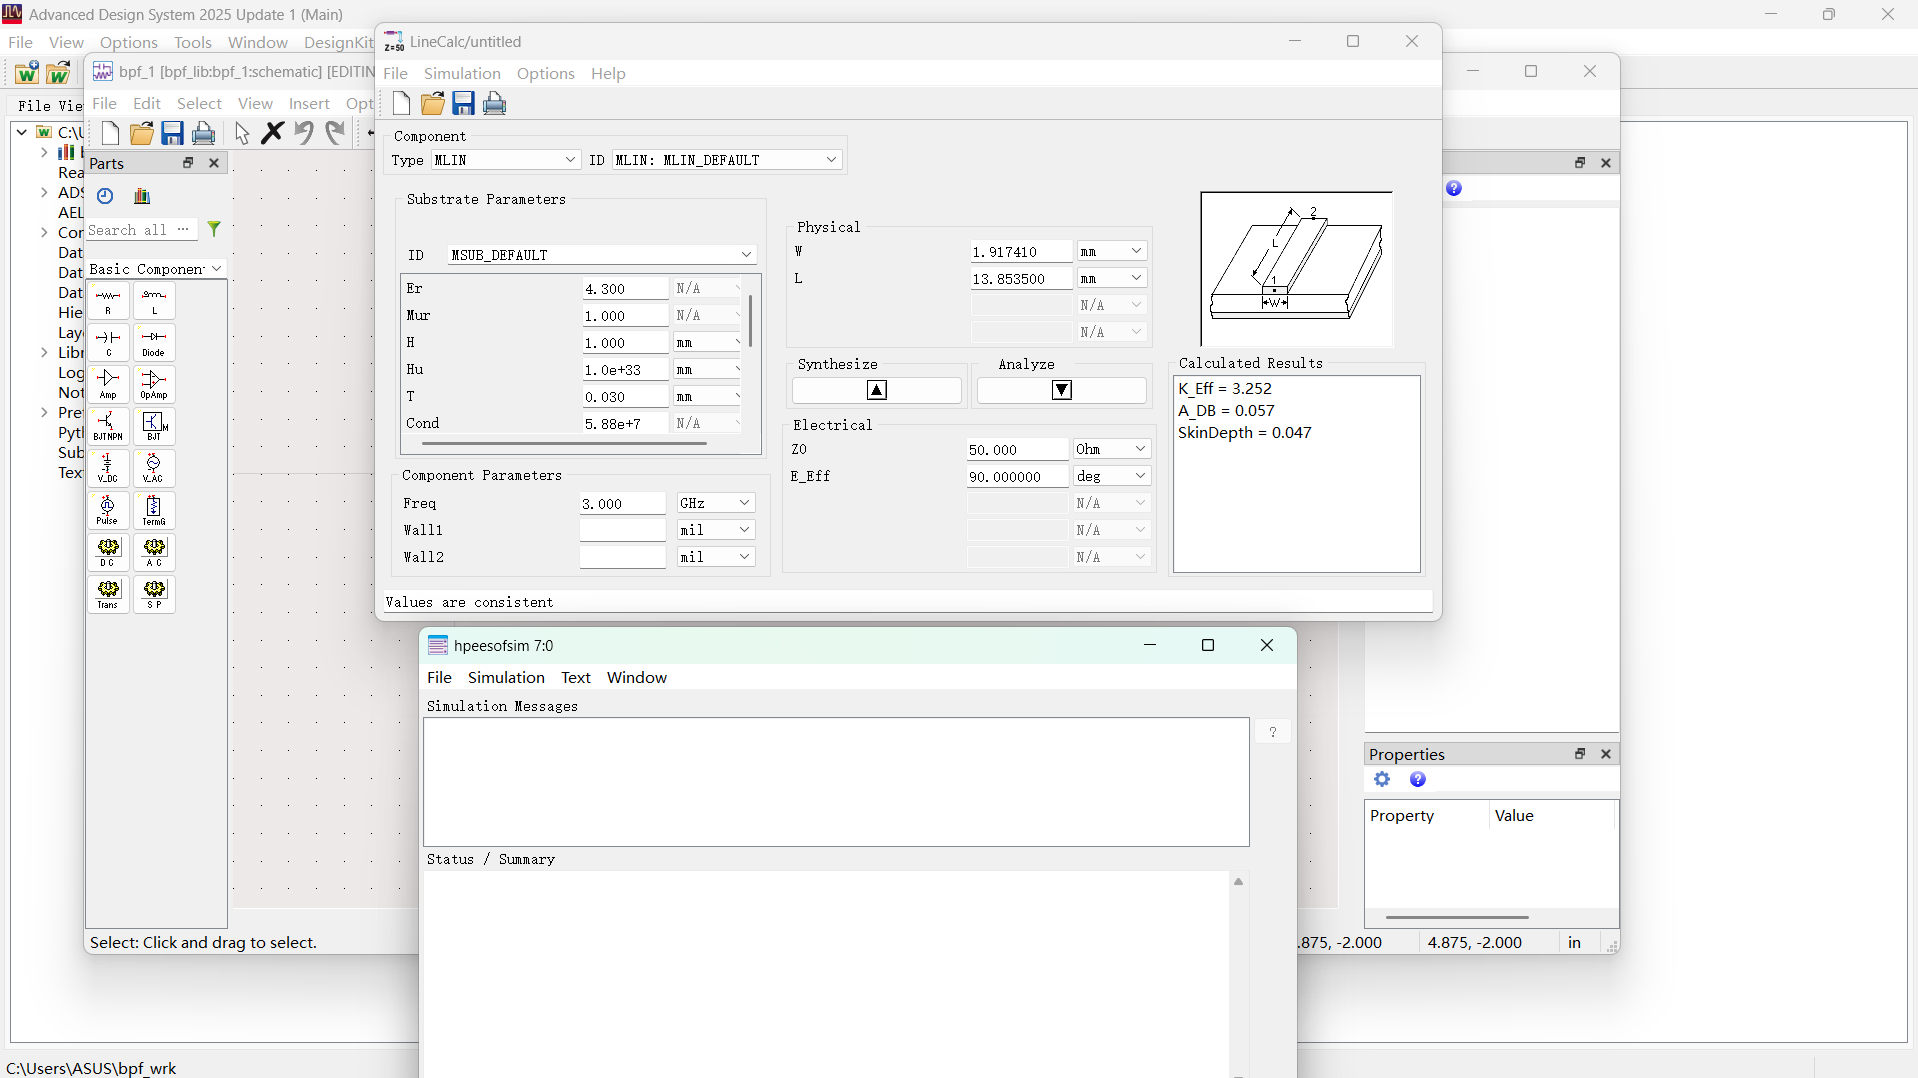 Advanced Design System 2025 Update 1 (Main)
File View Options Tools Window DesignKit
bpf_1 [bpf_lib:bpf_1:schematic] [EDITIN
File Edit Select View Insert Opt
File Vie
C:\U
Rea
ADS
AEL
Cor
Dat
Dat
Dat
Hie
Lay
Libr
Log
Not
Pre
Pytl
Sub
Tex
Parts
Search all ...
Basic Component
R
L
C
Diode
Amp
OpAmp
BJTNPN
BJT
V_DC
V_AC
Pulse
TermG
DC
AC
Trans
SP
Select: Click and drag to select.
C:\Users\ASUS\bpf_wrk
Z=50
LineCalc/untitled
File Simulation Options Help
Component
Type MLIN ID MLIN: MLIN_DEFAULT
Substrate Parameters
ID MSUB_DEFAULT
Er 4.300 N/A
Mur 1.000 N/A
H 1.000 mm
Hu 1.0e+33 mm
T 0.030 mm
Cond 5.88e+7 N/A
Component Parameters
Freq 3.000 GHz
Wall1 mil
Wall2 mil
Physical
W 1.917410 mm
L 13.853500 mm
N/A
N/A
Synthesize
Analyze
Electrical
Z0 50.000 Ohm
E_Eff 90.000000 deg
N/A
N/A
N/A
2
L
1
W
Calculated Results
K_Eff = 3.252
A_DB = 0.057
SkinDepth = 0.047
Values are consistent
hpeesofsim 7:0
File Simulation Text Window
Simulation Messages
?
Status / Summary
Properties
Property Value
.875, -2.000 4.875, -2.000 in